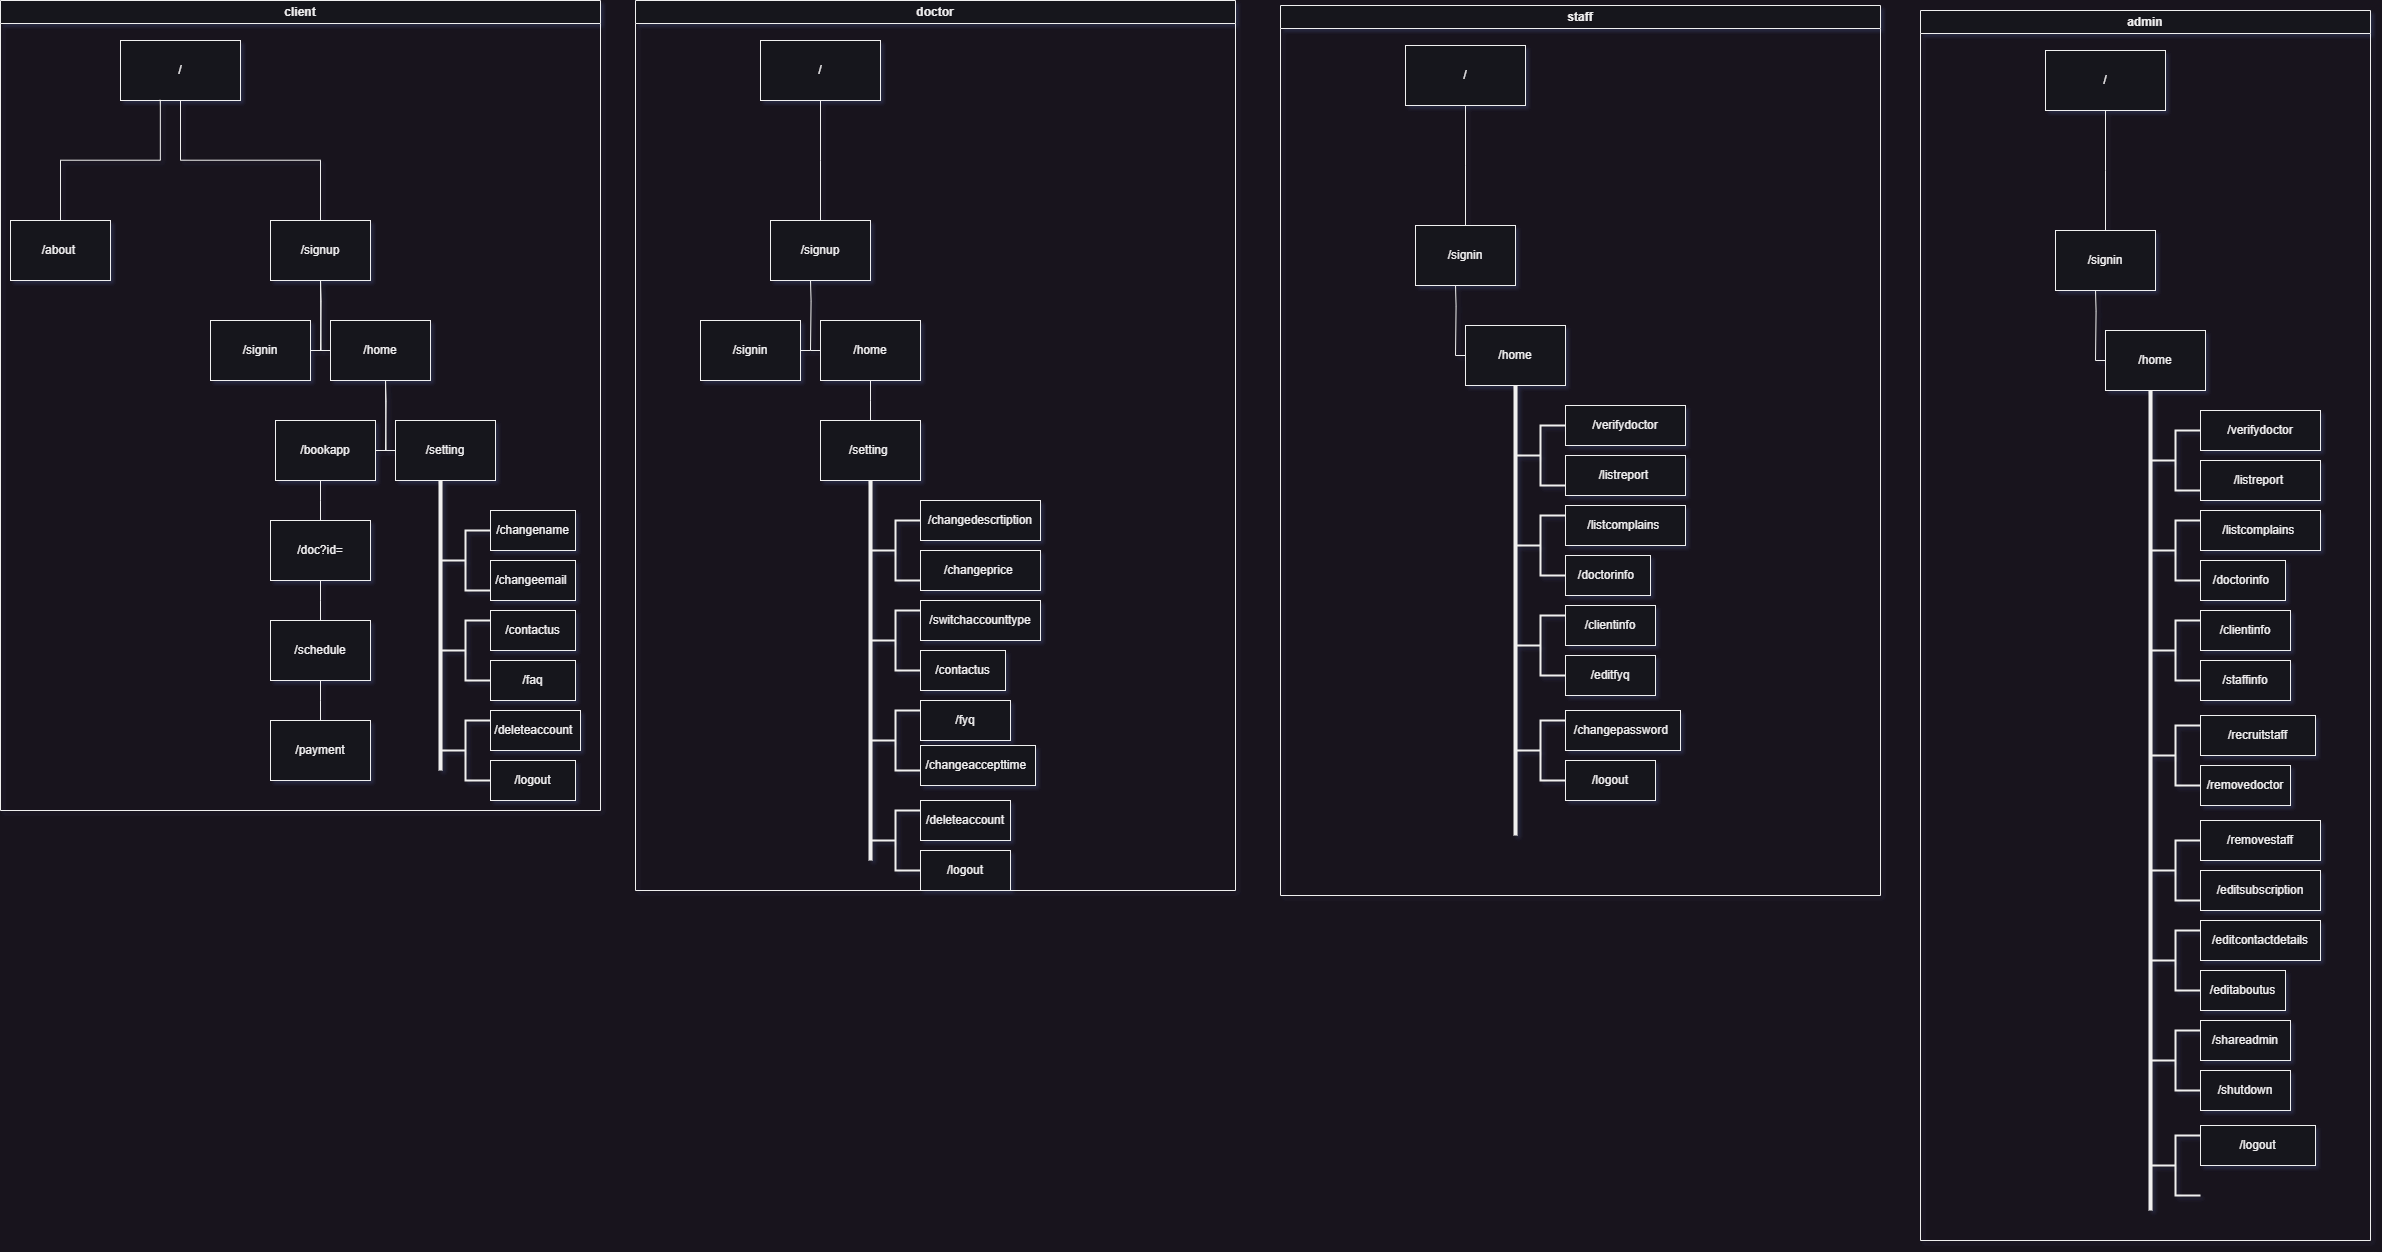 client
/
/about
/signup
/signin
/home
/bookapp
/setting
/doc?id=
/schedule
/payment
/changename
/changeemail
/contactus
/faq
/deleteaccount
/logout
doctor
/
/signup
/signin
/home
/setting
/changedescrtiption
/changeprice
/switchaccounttype
/contactus
/fyq
/changeaccepttime
/deleteaccount
/logout
staff
/
/signin
/home
/verifydoctor
/listreport
/listcomplains
/doctorinfo
/clientinfo
/editfyq
/changepassword
/logout
admin
/
/signin
/home
/verifydoctor
/listreport
/listcomplains
/doctorinfo
/clientinfo
/staffinfo
/recruitstaff
/removedoctor
/removestaff
/editsubscription
/editcontactdetails
/editaboutus
/shareadmin
/shutdown
/logout